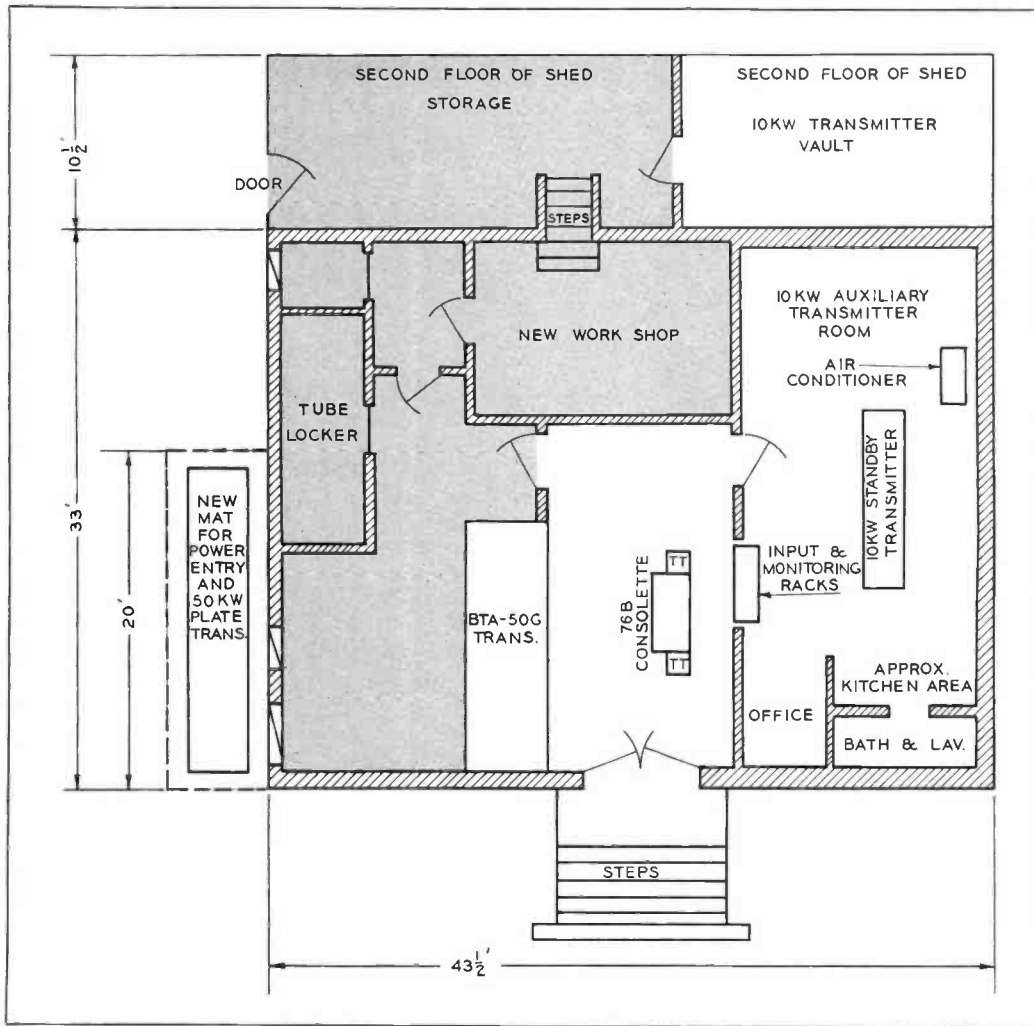 SECOND FLOOR OF SHED
STORAGE
SECOND FLOOR OF SHED
10KW TRANSMITTER
VAULT
10½'
DOOR
STEPS
10KW AUXILIARY
TRANSMITTER
ROOM
NEW WORK SHOP
AIR
CONDITIONER
TUBE
LOCKER
33'
20'
NEW
MAT
FOR
POWER
ENTRY
AND
50KW
PLATE
TRANS.
BTA-50G
TRANS.
76B
CONSOLETTE
TT
TT
INPUT &
MONITORING
RACKS
10KW STANDBY
TRANSMITTER
APPROX.
KITCHEN AREA
OFFICE
BATH & LAV.
STEPS
43½'